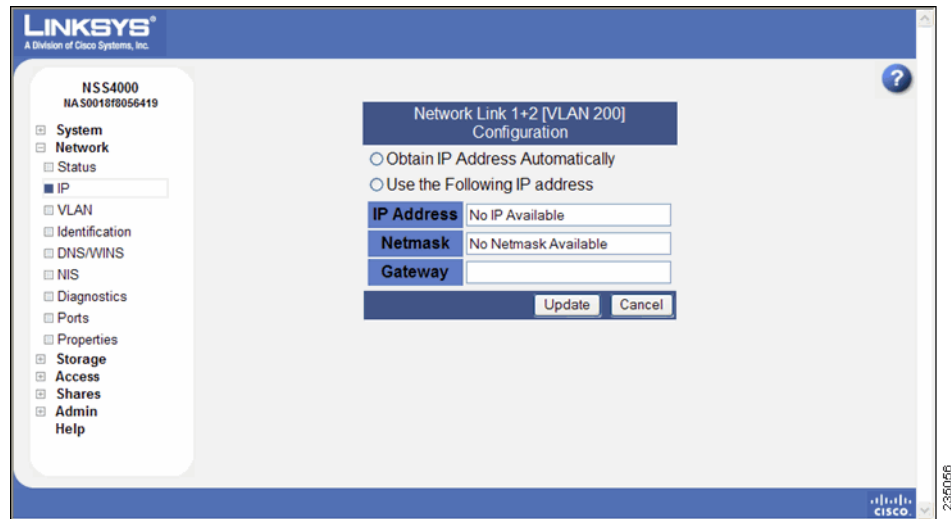 LINKSYS®
A Division of Cisco Systems, Inc.
NSS4000
NAS0018f8056419
System
Network
Status
IP
VLAN
Identification
DNS/WINS
NIS
Diagnostics
Ports
Properties
Storage
Access
Shares
Admin
Help
?
Network Link 1+2 [VLAN 200]
Configuration
Obtain IP Address Automatically
Use the Following IP address
IP Address No IP Available
Netmask No Netmask Available
Gateway
Update Cancel
CISCO.
235056